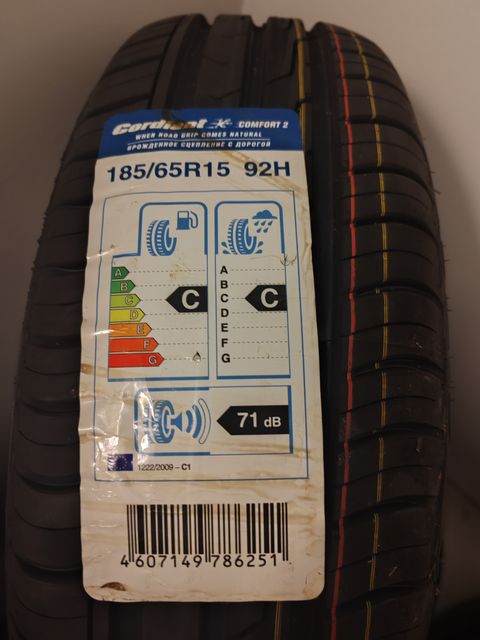 Cordiant COMFORT 2
WHEN ROAD GRIP COMES NATURAL
ВРОЖДЕННОЕ СЦЕПЛЕНИЕ С ДОРОГОЙ
185/65R15 92H
A
B
C
D
E
F
G
C
A
B
C
D
E
F
G
C
71 dB
1222/2009 – C1
4 607149 786251